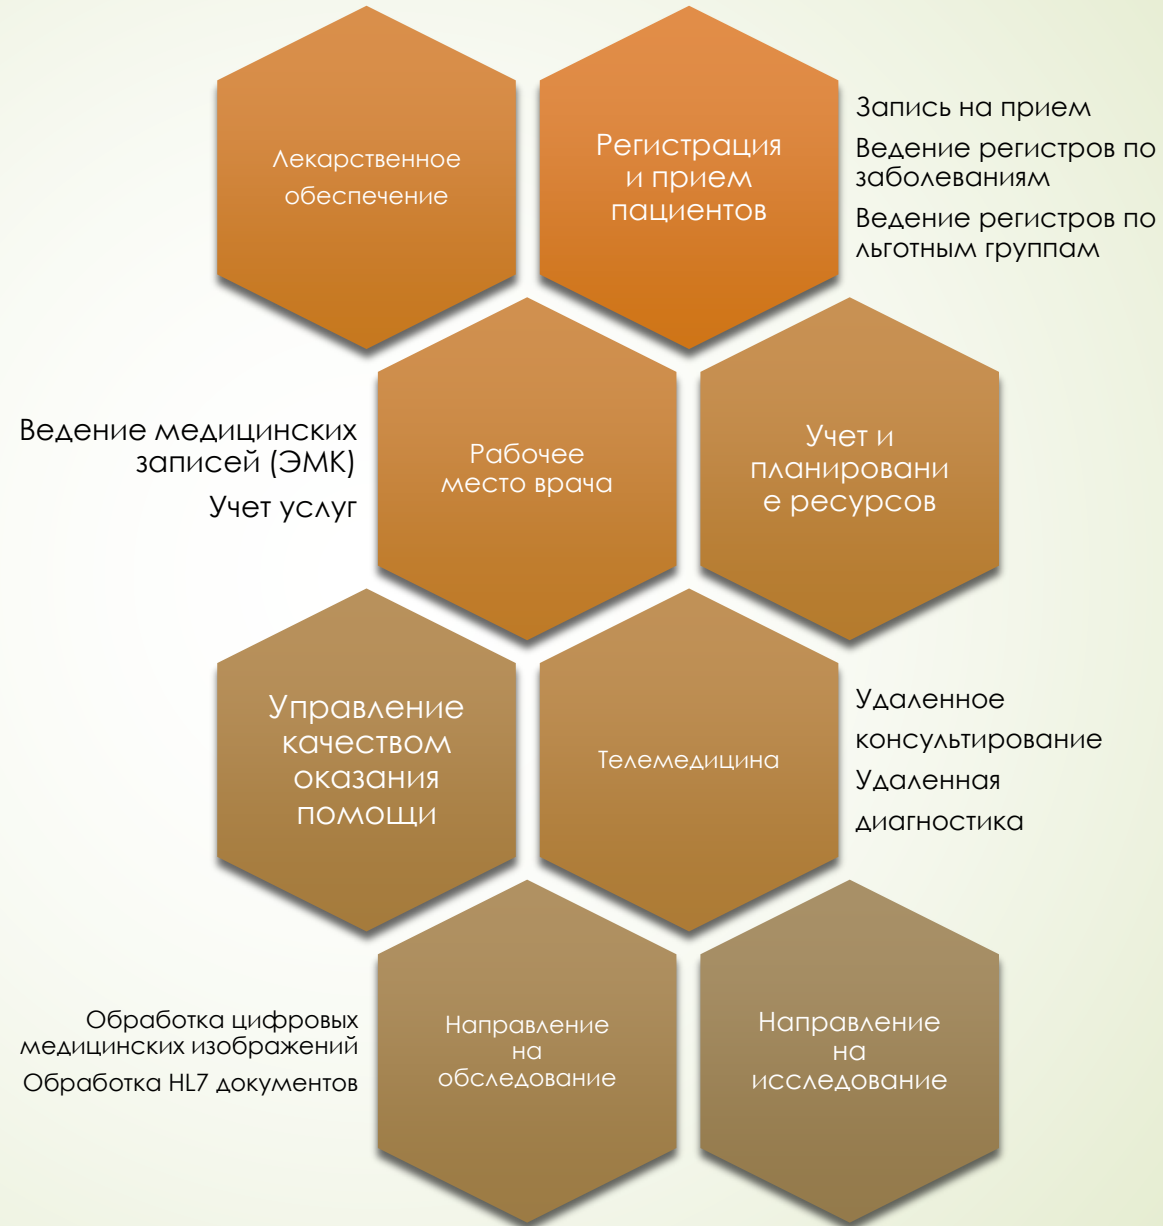 Лекарственное
обеспечение
Регистрация
и прием
пациентов
Запись на прием
Ведение регистров по
заболеваниям
Ведение регистров по
льготным группам
Ведение медицинских
записей (ЭМК)
Учет услуг
Рабочее
место врача
Учет и
планировани
е ресурсов
Управление
качеством
оказания
помощи
Телемедицина
Удаленное
консультирование
Удаленная
диагностика
Обработка цифровых
медицинских изображений
Обработка HL7 документов
Направление
на
обследование
Направление
на
исследование